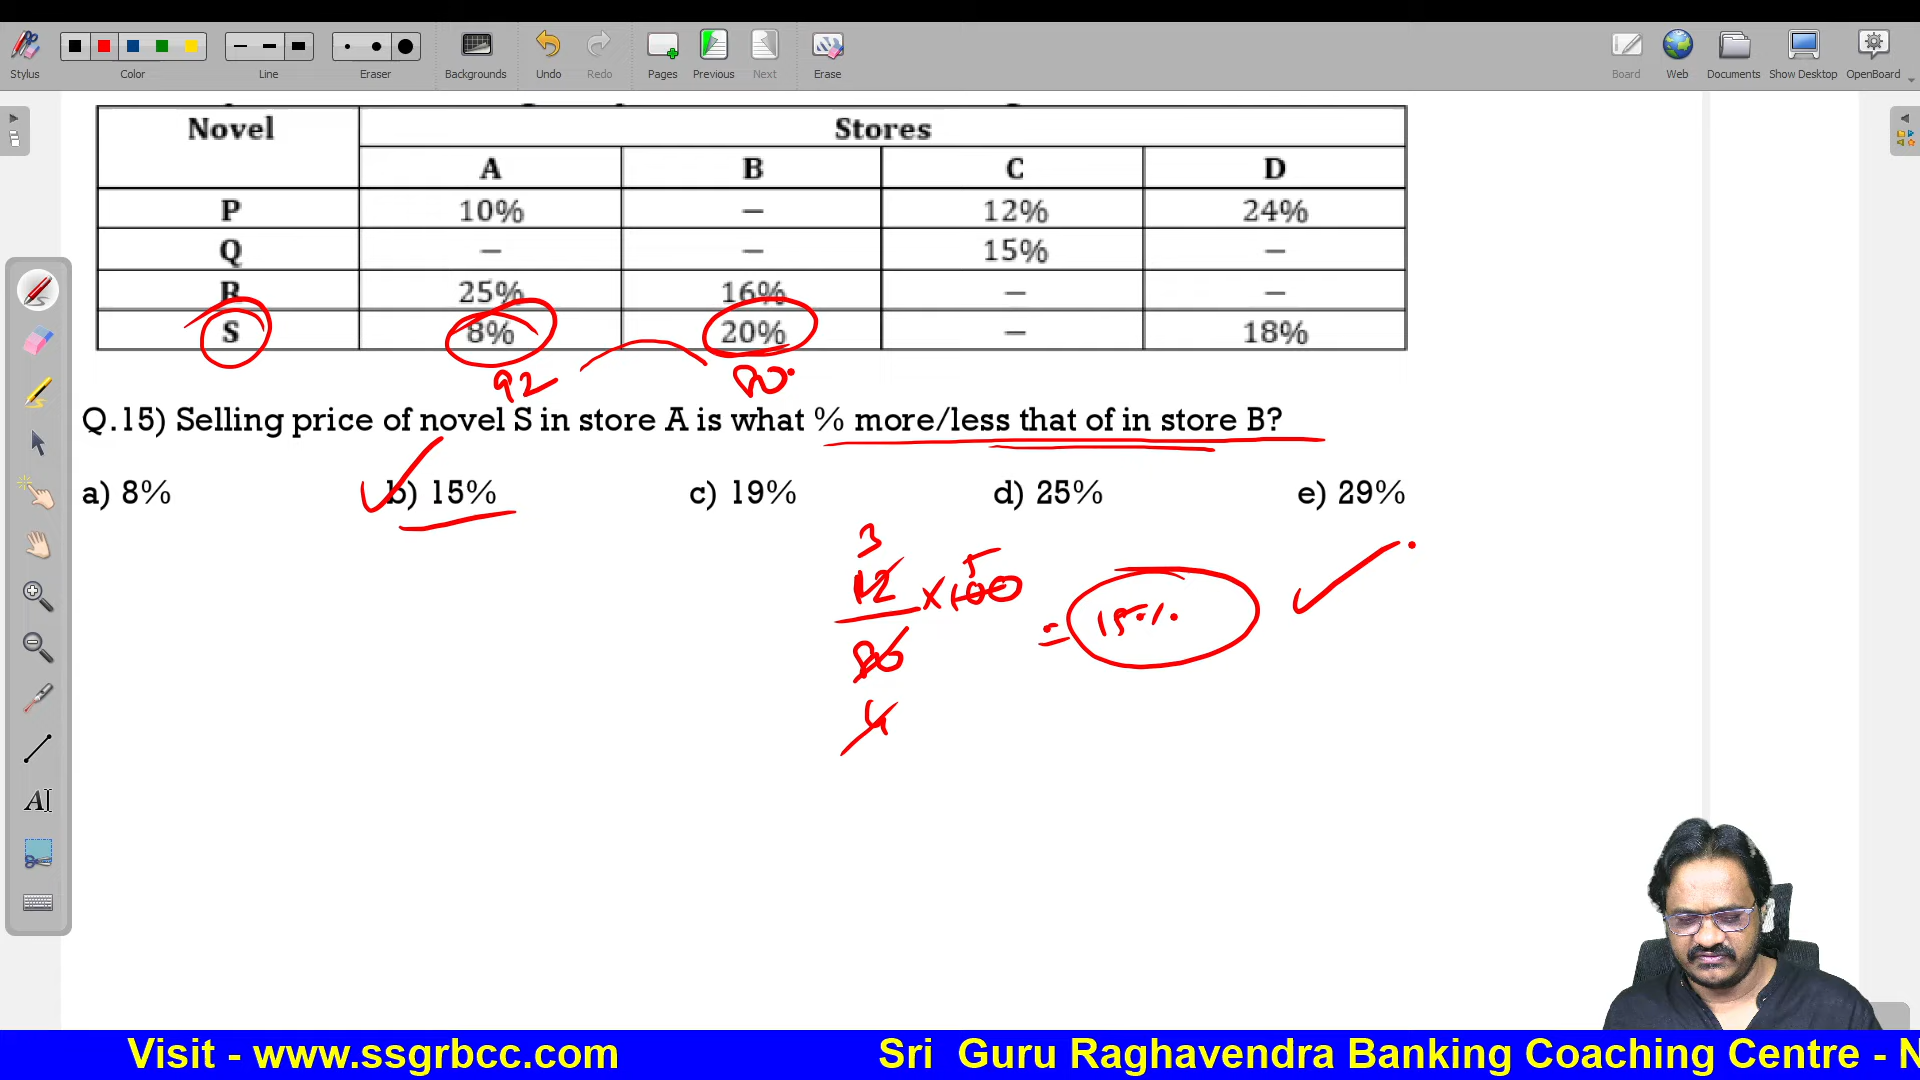 Stylus Color Line Eraser Backgrounds Undo Redo Pages Previous Next Erase Board Web Documents Show Desktop OpenBoard
Novel Stores
A B C D
P 10% — 12% 24%
Q — — 15% —
R 25% 16% — —
S 8% 20% — 18%
92 80
Q.15) Selling price of novel S in store A is what % more/less that of in store B?
a) 8% b) 15% c) 19% d) 25% e) 29%
3
12 × 100 5
80
= 15%
4
Visit - www.ssgrbcc.com Sri Guru Raghavendra Banking Coaching Centre - N